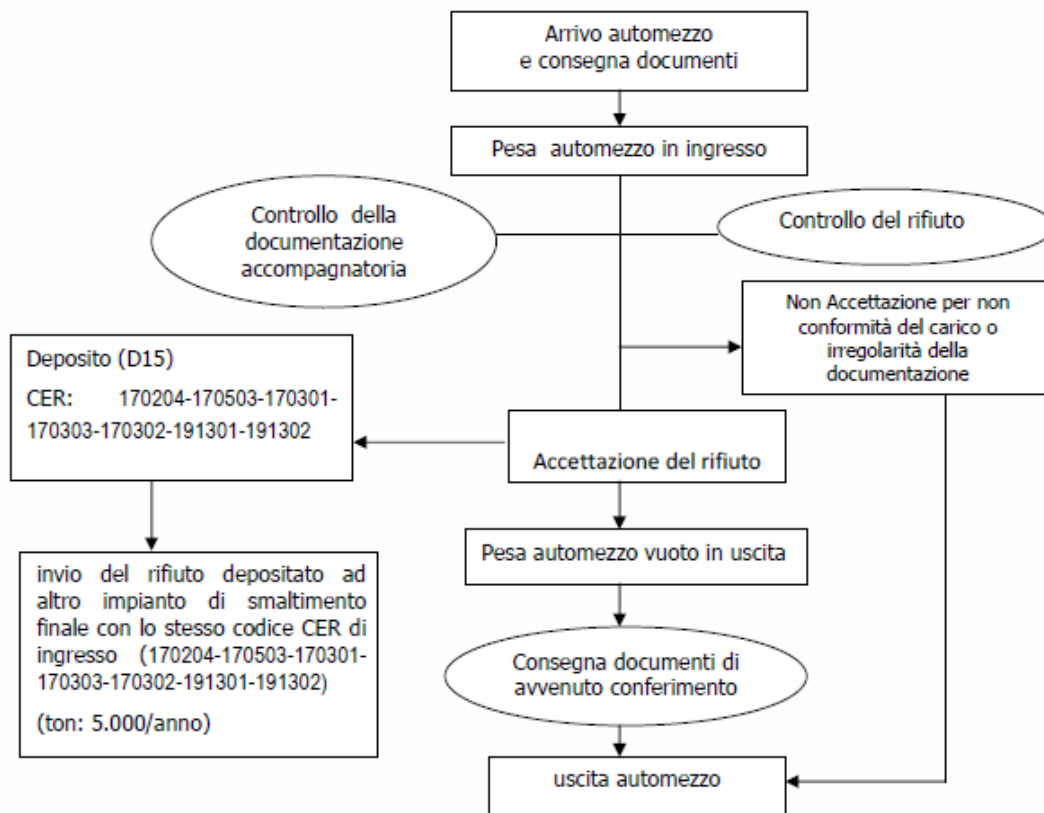 Arrivo automezzo
e consegna documenti
Pesa automezzo in ingresso
Controllo della
documentazione
accompagnatoria
Controllo del rifiuto
Non Accettazione per non
conformità del carico o
irregolarità della
documentazione
Deposito (D15)
CER: 170204-170503-170301-
170303-170302-191301-191302
Accettazione del rifiuto
Pesa automezzo vuoto in uscita
invio del rifiuto depositato ad
altro impianto di smaltimento
finale con lo stesso codice CER di
ingresso (170204-170503-170301-
170303-170302-191301-191302)
(ton: 5.000/anno)
Consegna documenti di
avvenuto conferimento
uscita automezzo